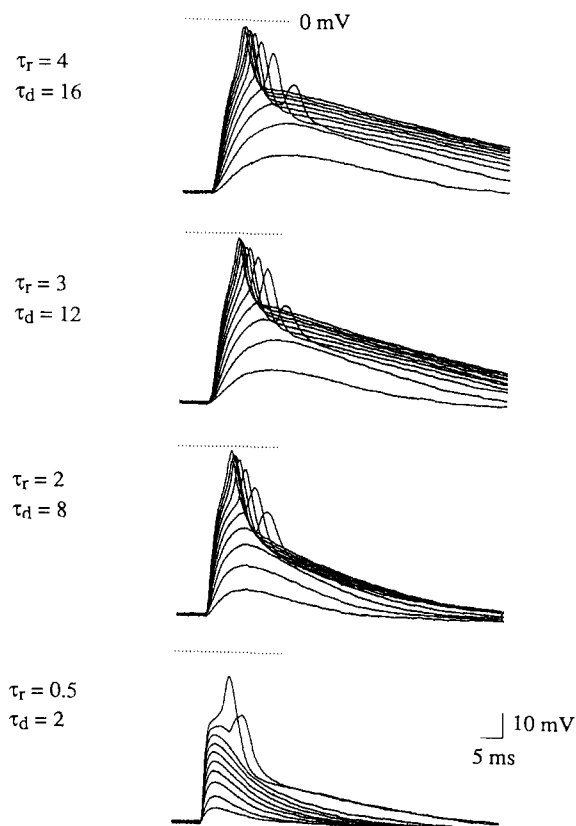 0 mV
τr = 4
τd = 16
τr = 3
τd = 12
τr = 2
τd = 8
τr = 0.5
τd = 2
10 mV
5 ms